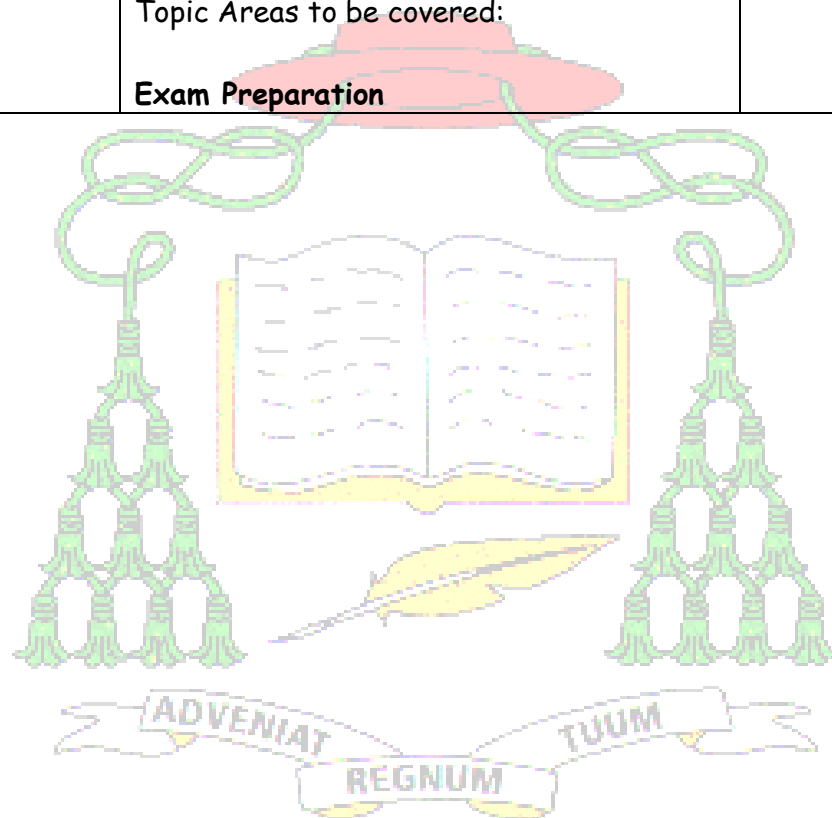 Topic Areas to be covered:
Exam Preparation
ADVENIAT
REGNUM
TUUM